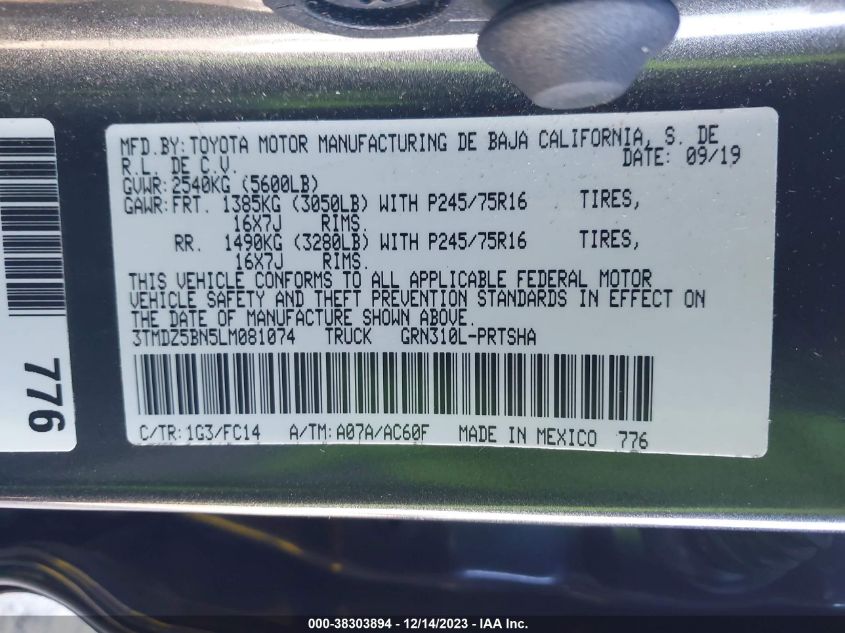 MFD.BY:TOYOTA MOTOR MANUFACTURING DE BAJA CALIFORNIA, S. DE
R.L. DE C.V. DATE: 09/19
GVWR:2540KG (5600LB)
GAWR:FRT. 1385KG (3050LB) WITH P245/75R16 TIRES,
16X7J RIMS.
RR. 1490KG (3280LB) WITH P245/75R16 TIRES,
16X7J RIMS.
THIS VEHICLE CONFORMS TO ALL APPLICABLE FEDERAL MOTOR
VEHICLE SAFETY AND THEFT PREVENTION STANDARDS IN EFFECT ON
THE DATE OF MANUFACTURE SHOWN ABOVE.
3TMDZ5BN5LM081074 TRUCK GRN310L-PRTSHA
C/TR:1G3/FC14 A/TM:A07A/AC60F MADE IN MEXICO 776
776
000-38303894 - 12/14/2023 - IAA Inc.